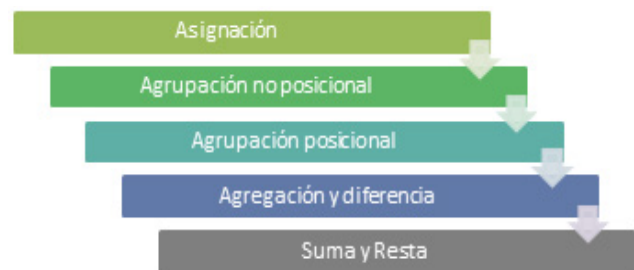 Asignación
Agrupación no posicional
Agrupación posicional
Agregación y diferencia
Suma y Resta